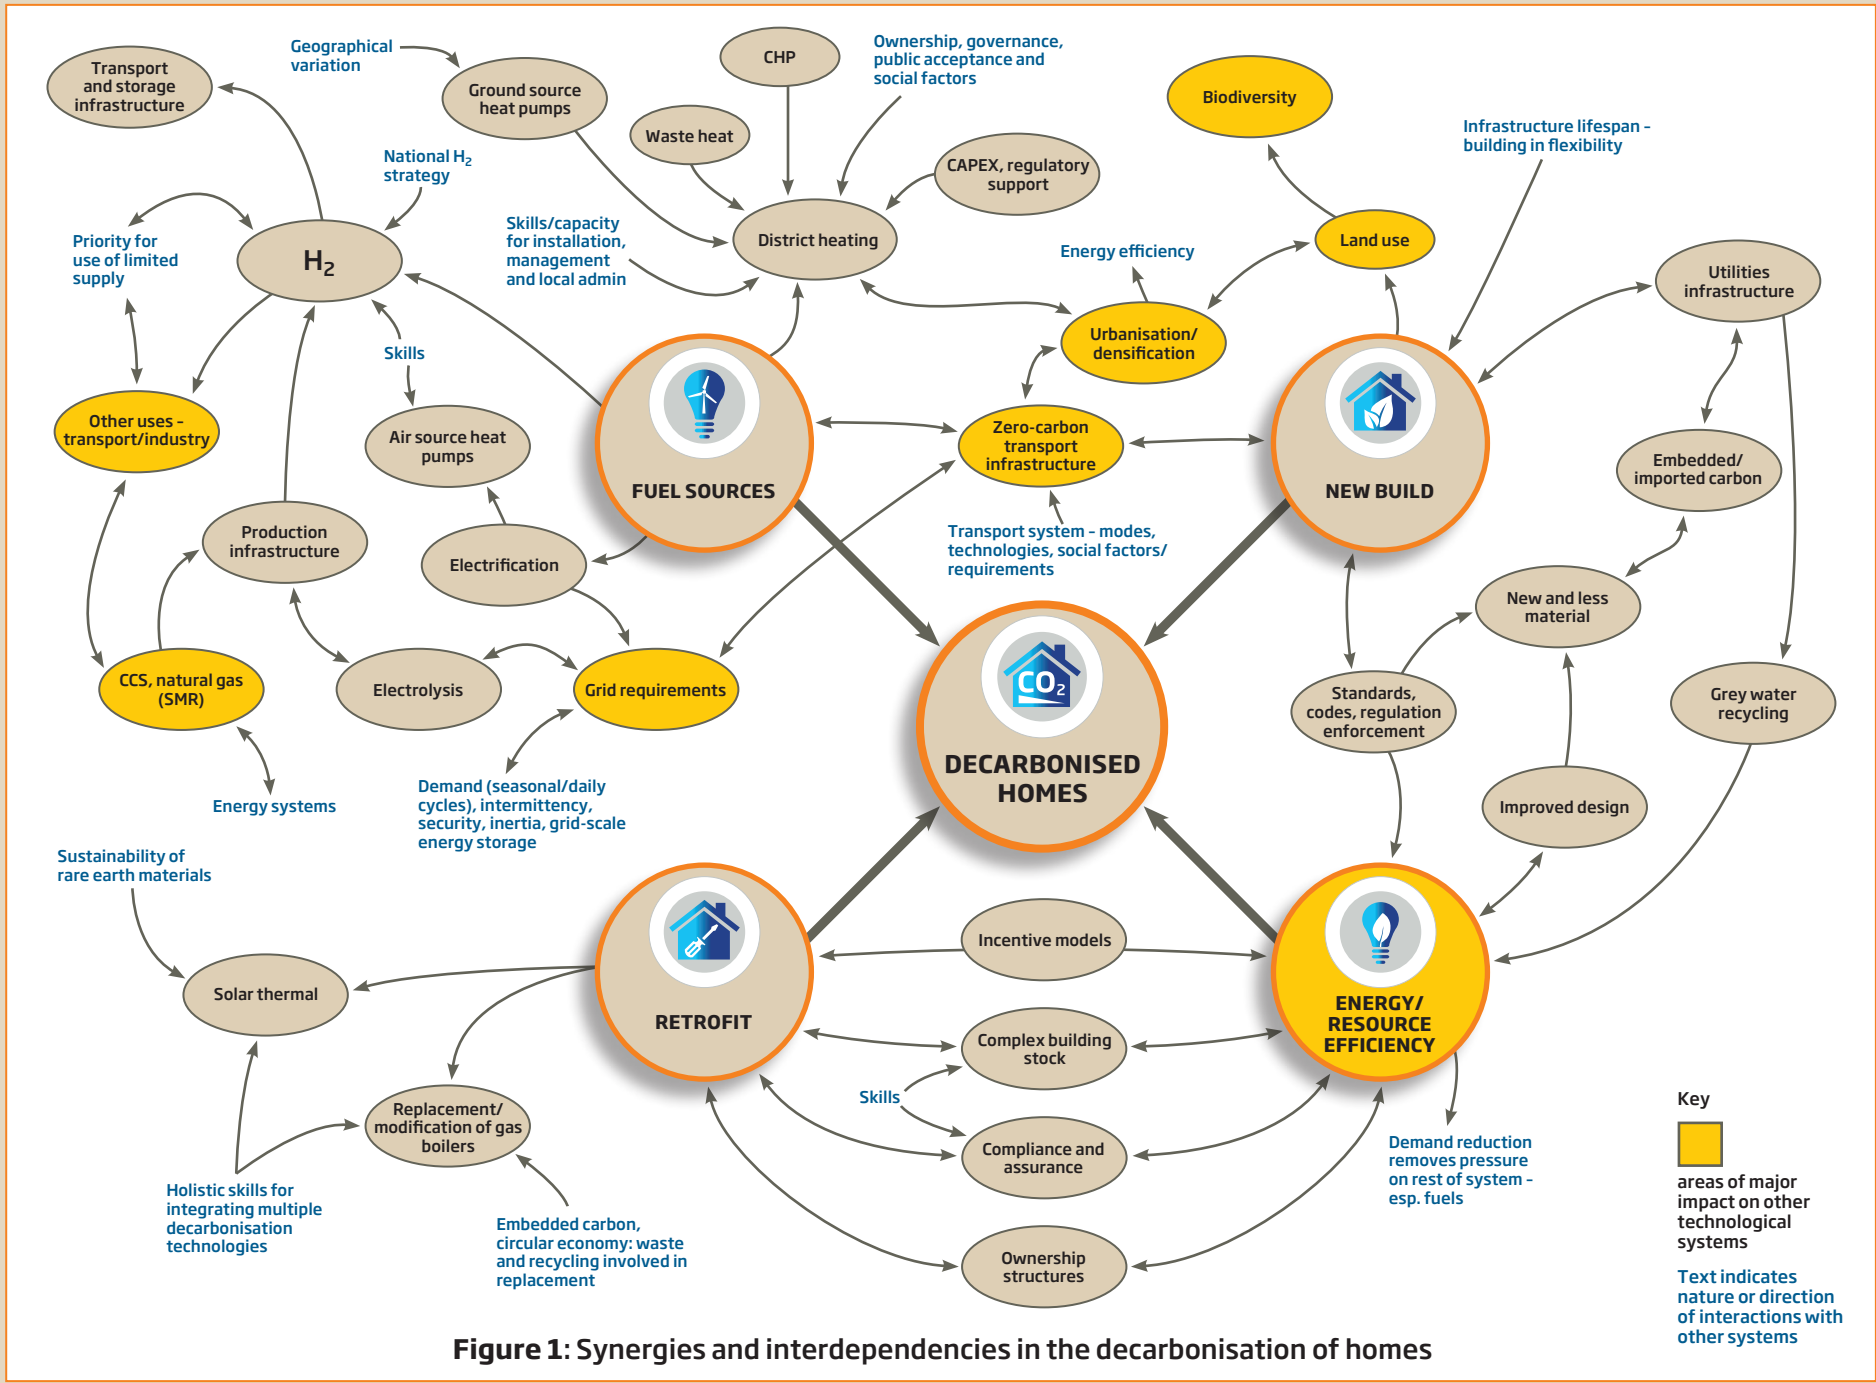 Transport
and storage
infrastructure
Geographical
variation
Ground source
heat pumps
CHP
Waste heat
Ownership, governance,
public acceptance and
social factors
CAPEX, regulatory
support
Biodiversity
Infrastructure lifespan –
building in flexibility
National H₂
strategy
Priority for
use of limited
supply
H₂
Skills/capacity
for installation,
management
and local admin
District heating
Energy efficiency
Land use
Utilities
infrastructure
Skills
Urbanisation/
densification
Other uses –
transport/industry
Air source heat
pumps
FUEL SOURCES
Zero-carbon
transport
infrastructure
NEW BUILD
Embedded/
imported carbon
Production
infrastructure
Electrification
Transport system – modes,
technologies, social factors/
requirements
New and less
material
CCS, natural gas
(SMR)
Electrolysis
Grid requirements
CO₂
DECARBONISED
HOMES
Standards,
codes, regulation
enforcement
Grey water
recycling
Energy systems
Demand (seasonal/daily
cycles), intermittency,
security, inertia, grid-scale
energy storage
Improved design
Sustainability of
rare earth materials
Solar thermal
RETROFIT
Incentive models
ENERGY/
RESOURCE
EFFICIENCY
Complex building
stock
Skills
Replacement/
modification of gas
boilers
Compliance and
assurance
Demand reduction
removes pressure
on rest of system –
esp. fuels
Holistic skills for
integrating multiple
decarbonisation
technologies
Embedded carbon,
circular economy: waste
and recycling involved in
replacement
Ownership
structures
Key
areas of major
impact on other
technological
systems
Text indicates
nature or direction
of interactions with
other systems
Figure 1: Synergies and interdependencies in the decarbonisation of homes